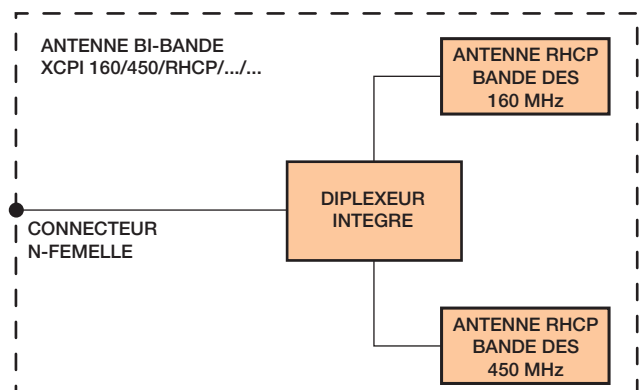 ANTENNE BI-BANDE
XCPI 160/450/RHCP/.../...
ANTENNE RHCP
BANDE DES
160 MHz
DIPLEXEUR
INTEGRE
CONNECTEUR
N-FEMELLE
ANTENNE RHCP
BANDE DES
450 MHz